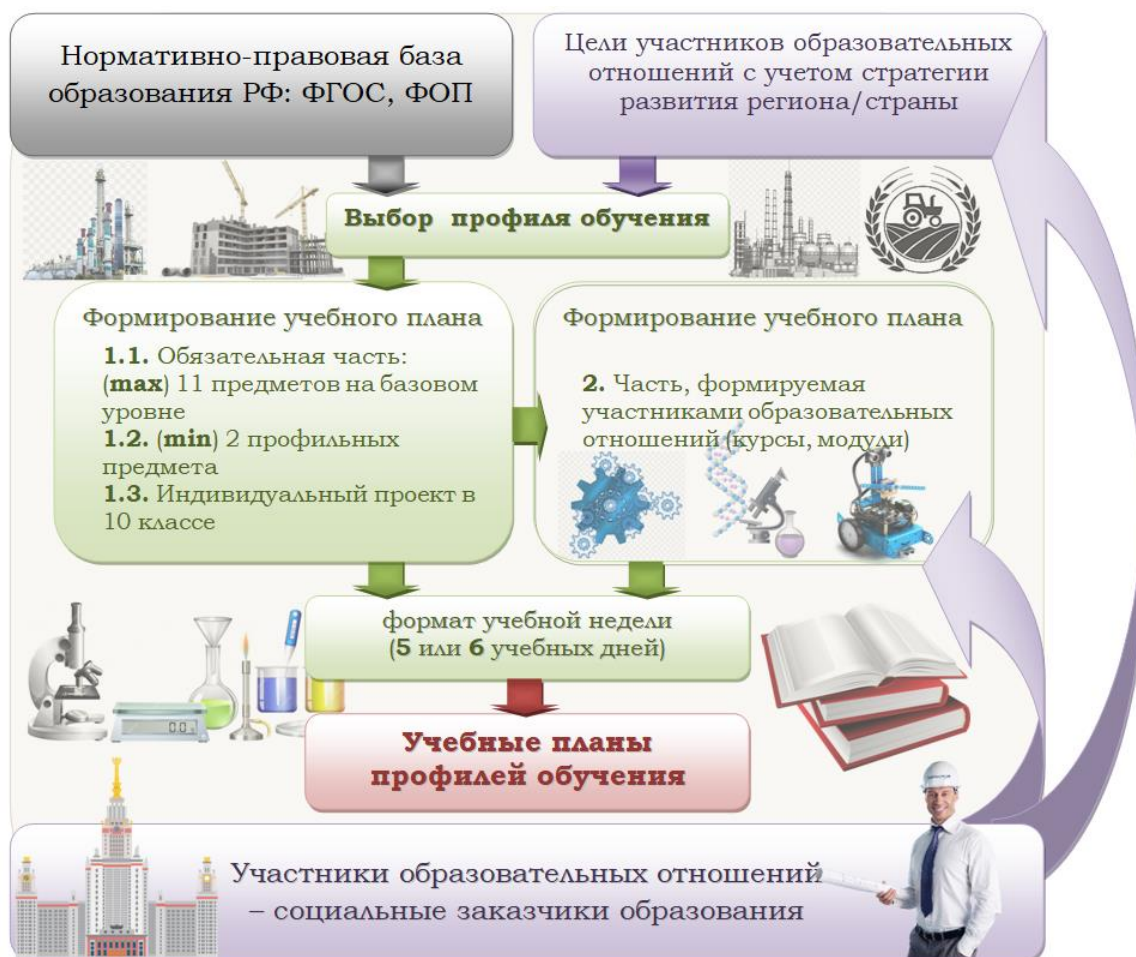 Нормативно-правовая база
образования РФ: ФГОС, ФОП
Цели участников образовательных
отношений с учетом стратегии
развития региона/страны
Выбор профиля обучения
Формирование учебного плана
1.1. Обязательная часть:
(max) 11 предметов на базовом
уровне
1.2. (min) 2 профильных
предмета
1.3. Индивидуальный проект в
10 классе
Формирование учебного плана
2. Часть, формируемая
участниками образовательных
отношений (курсы, модули)
формат учебной недели
(5 или 6 учебных дней)
Учебные планы
профилей обучения
Участники образовательных отношений
– социальные заказчики образования